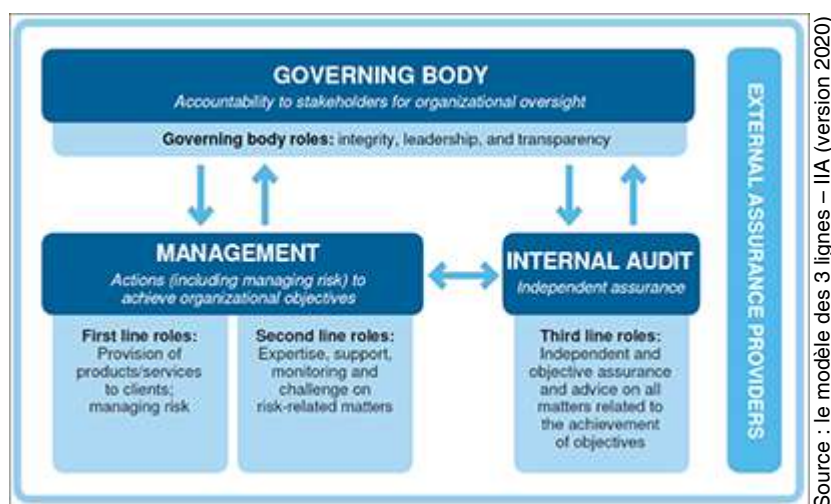 GOVERNING BODY
Accountability to stakeholders for organizational oversight
Governing body roles: integrity, leadership, and transparency
MANAGEMENT
Actions (including managing risk) to
achieve organizational objectives
First line roles:
Provision of
products/services
to clients;
managing risk
Second line roles:
Expertise, support,
monitoring and
challenge on
risk-related matters
INTERNAL AUDIT
Independent assurance
Third line roles:
Independent and
objective assurance
and advice on all
matters related to
the achievement
of objectives
EXTERNAL ASSURANCE PROVIDERS
Source : le modèle des 3 lignes – IIA (version 2020)